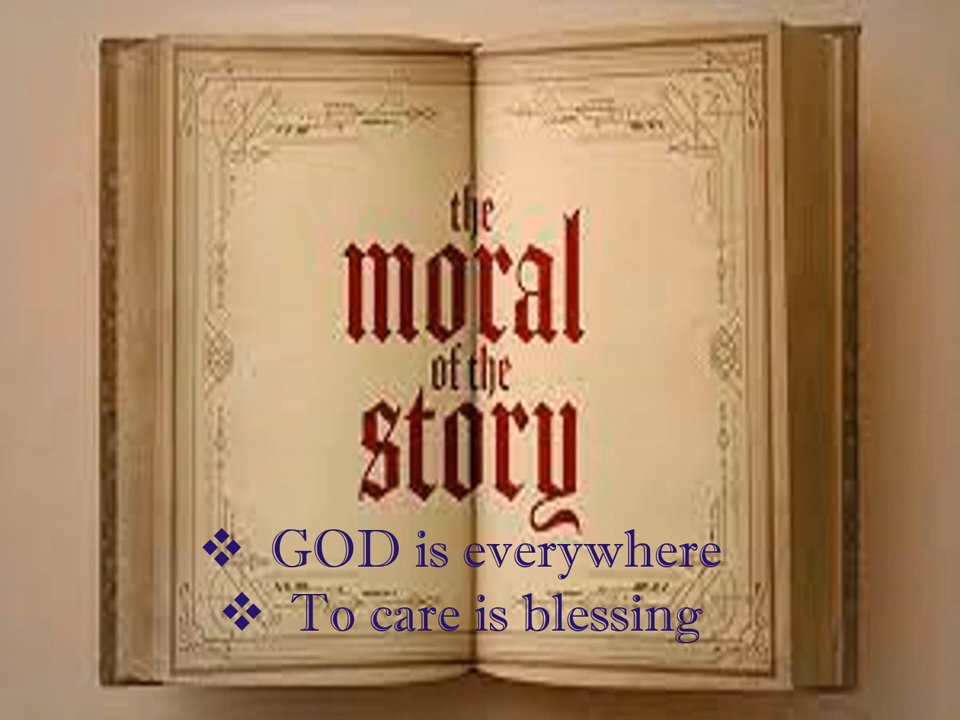 the
moral
of the
story
❖ GOD is everywhere
❖ To care is blessing